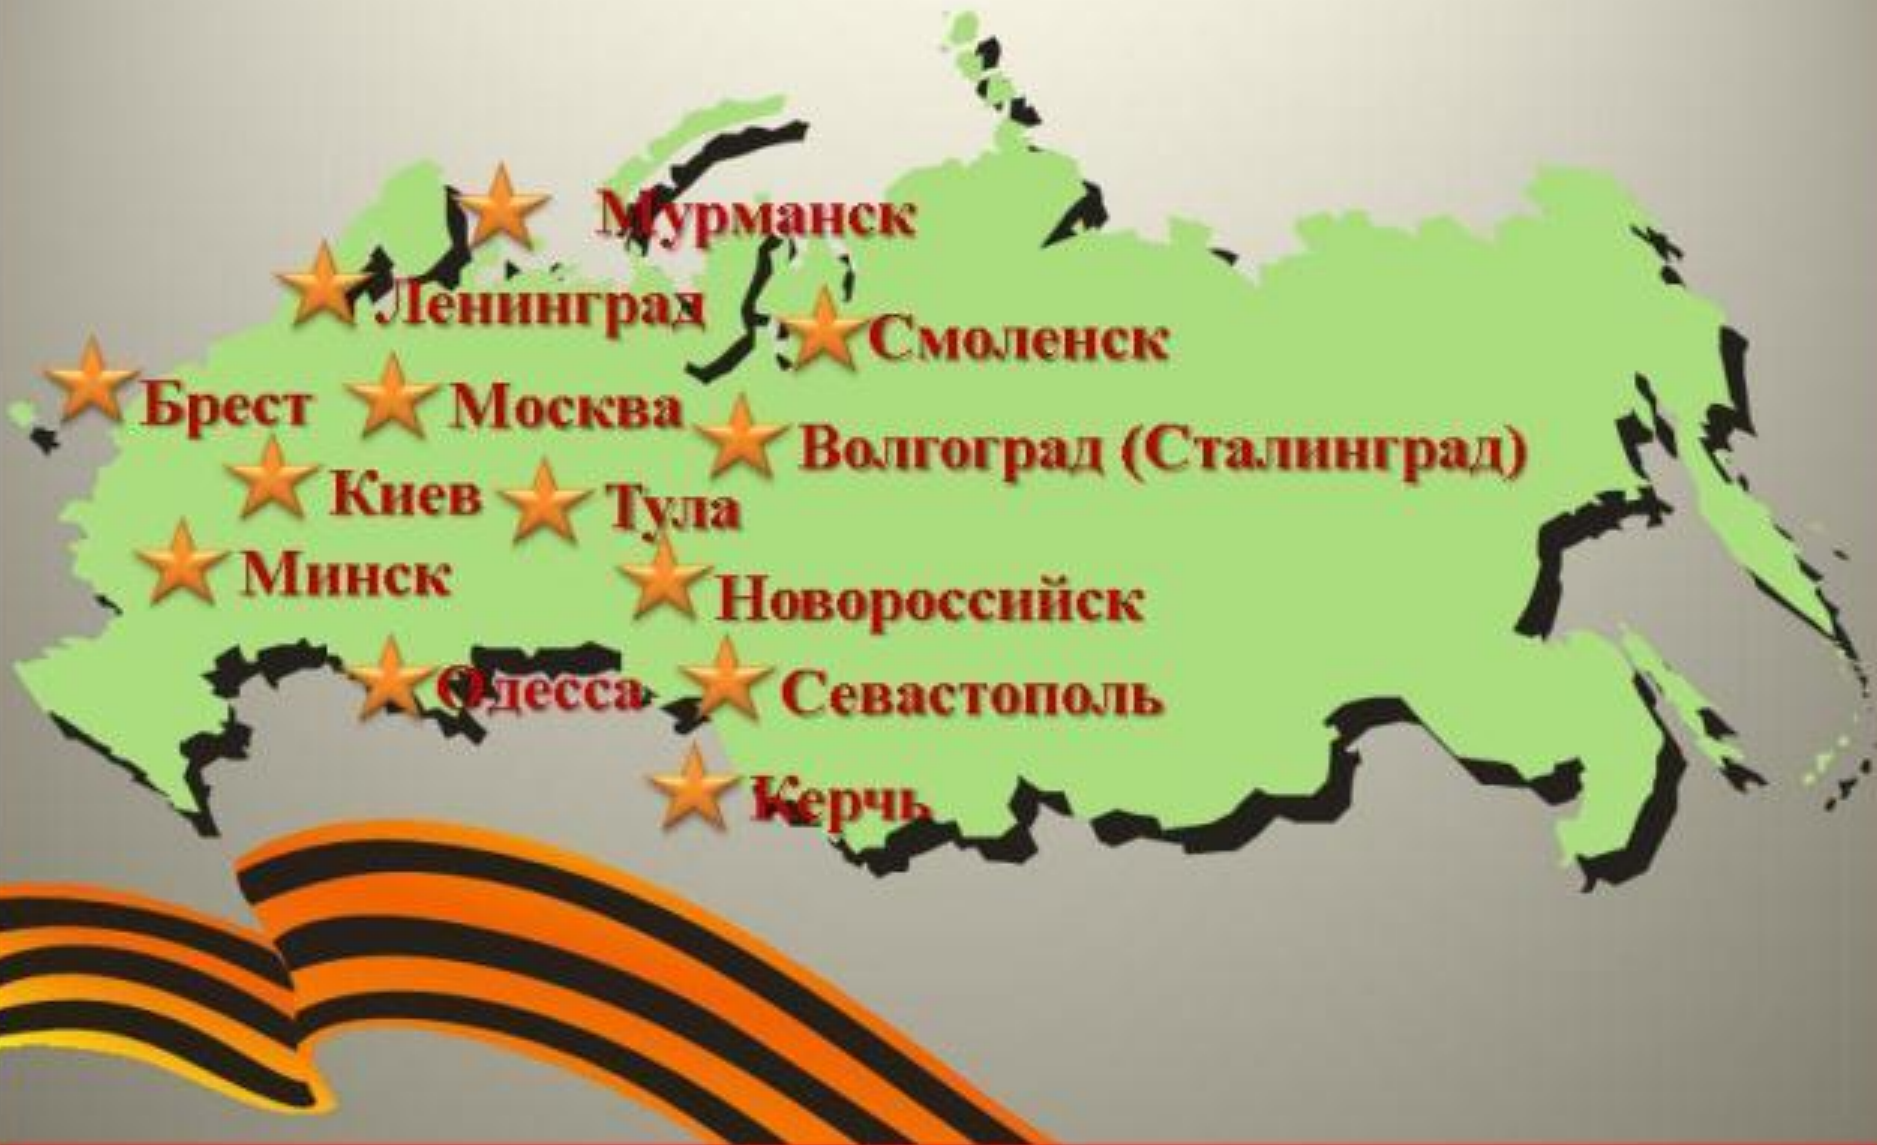 Мурманск
Ленинград
Смоленск
Брест
Москва
Волгоград (Сталинград)
Киев
Тула
Минск
Новороссийск
Одесса
Севастополь
Керчь